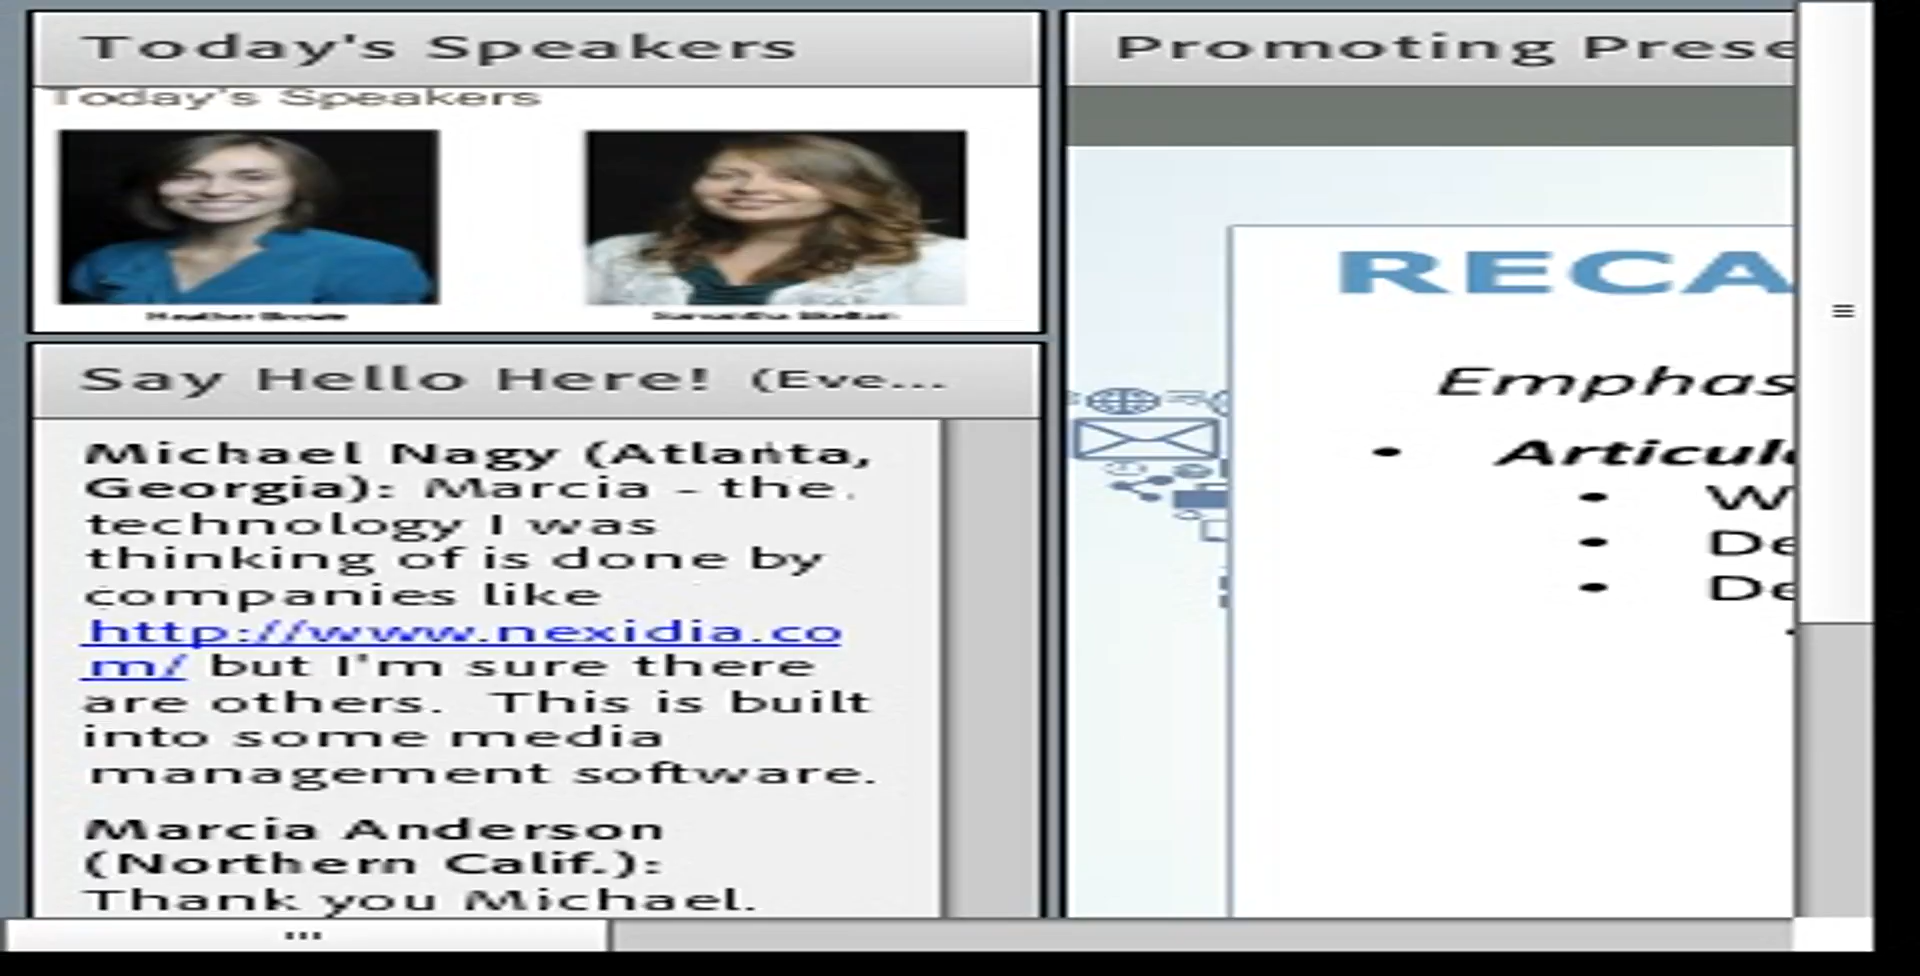 Today's Speakers
Today's Speakers
Say Hello Here! (Eve...
Michael Nagy (Atlanta,
Georgia): Marcia - the
technology I was
thinking of is done by
companies like
http://www.nexidia.co
m/ but I'm sure there
are others. This is built
into some media
management software.
Marcia Anderson
(Northern Calif.):
Thank you Michael.
Promoting Prese
RECA
Emphas
• Articul
• W
• De
• De